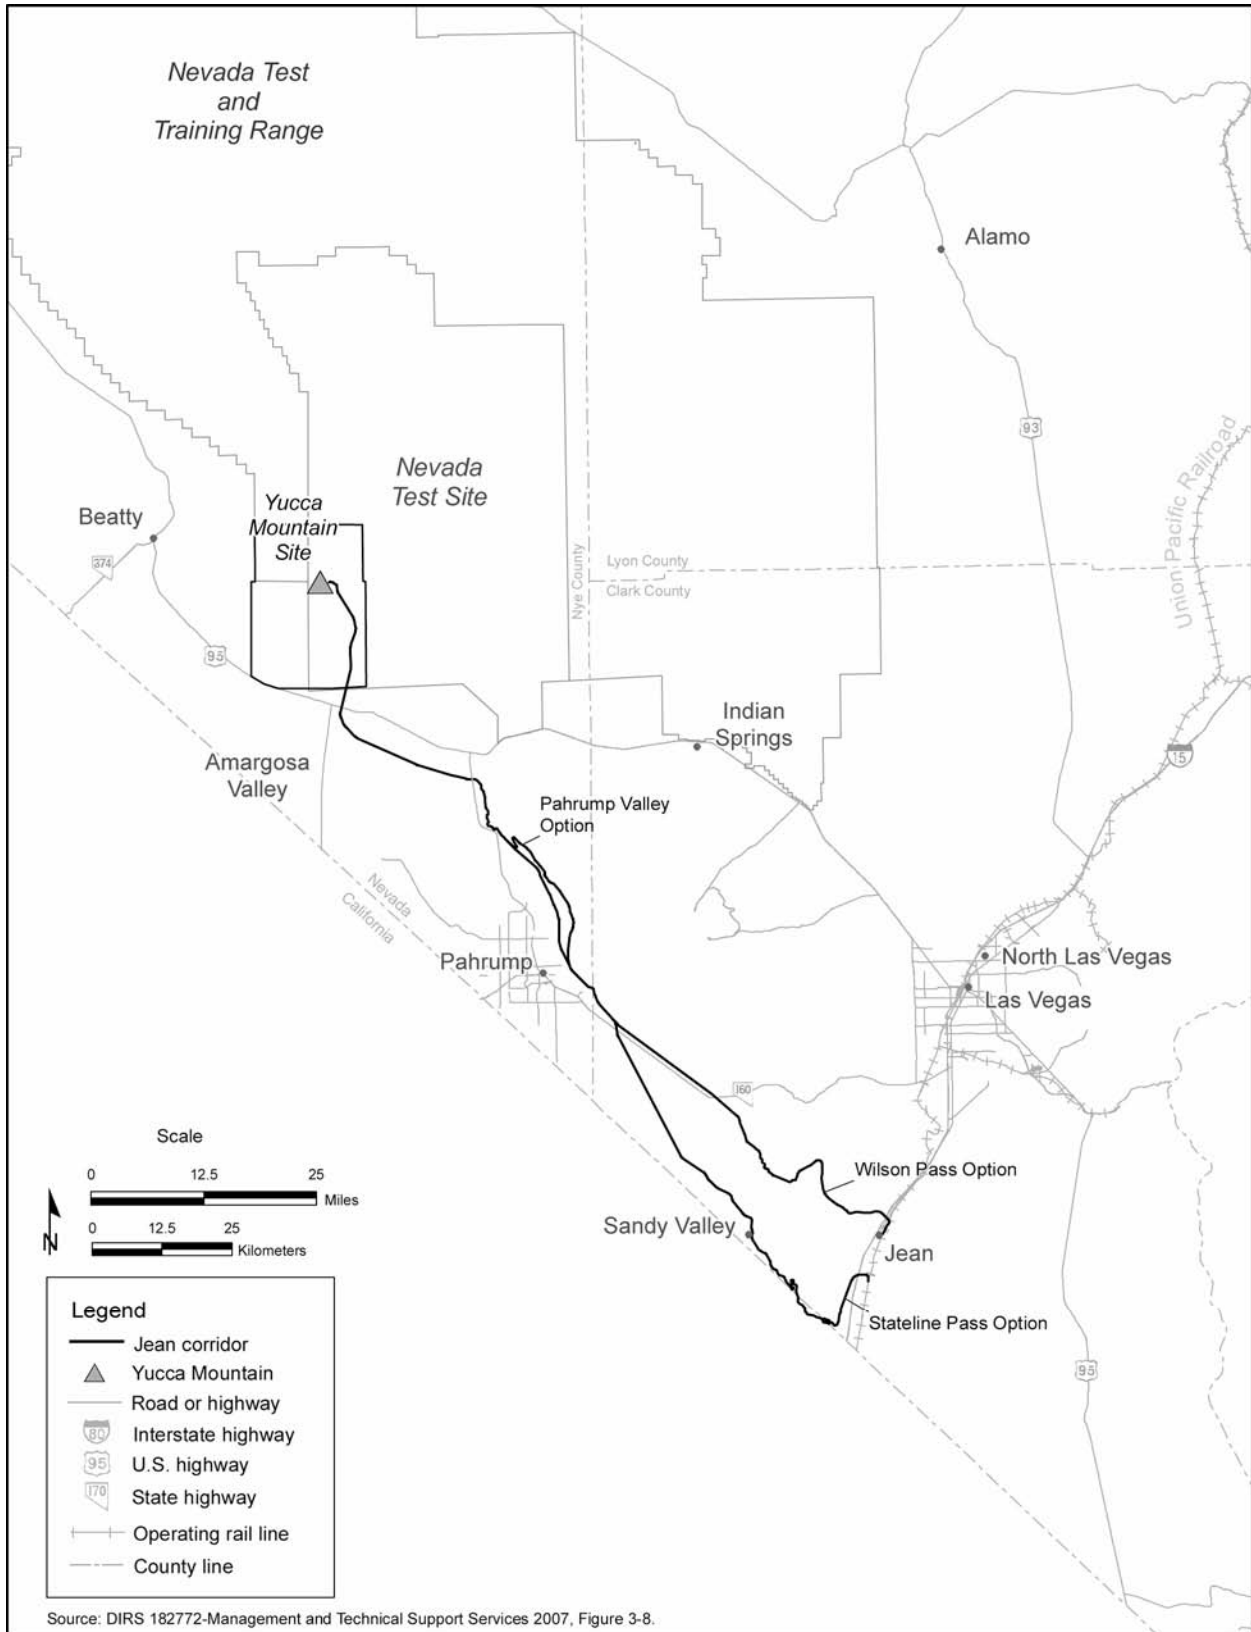 Nevada Test
and
Training Range
Alamo
93
Union Pacific Railroad
Nevada
Test Site
Yucca
Mountain
Site
Beatty
374
Nye County
Lyon County
Clark County
95
Indian
Springs
15
Amargosa
Valley
Pahrump Valley
Option
Nevada
California
Pahrump
North Las Vegas
Las Vegas
160
Scale
0 12.5 25
Miles
0 12.5 25
Kilometers
N
Wilson Pass Option
Sandy Valley
Jean
Stateline Pass Option
95
Legend
Jean corridor
Yucca Mountain
Road or highway
80 Interstate highway
95 U.S. highway
170 State highway
Operating rail line
County line
Source: DIRS 182772-Management and Technical Support Services 2007, Figure 3-8.